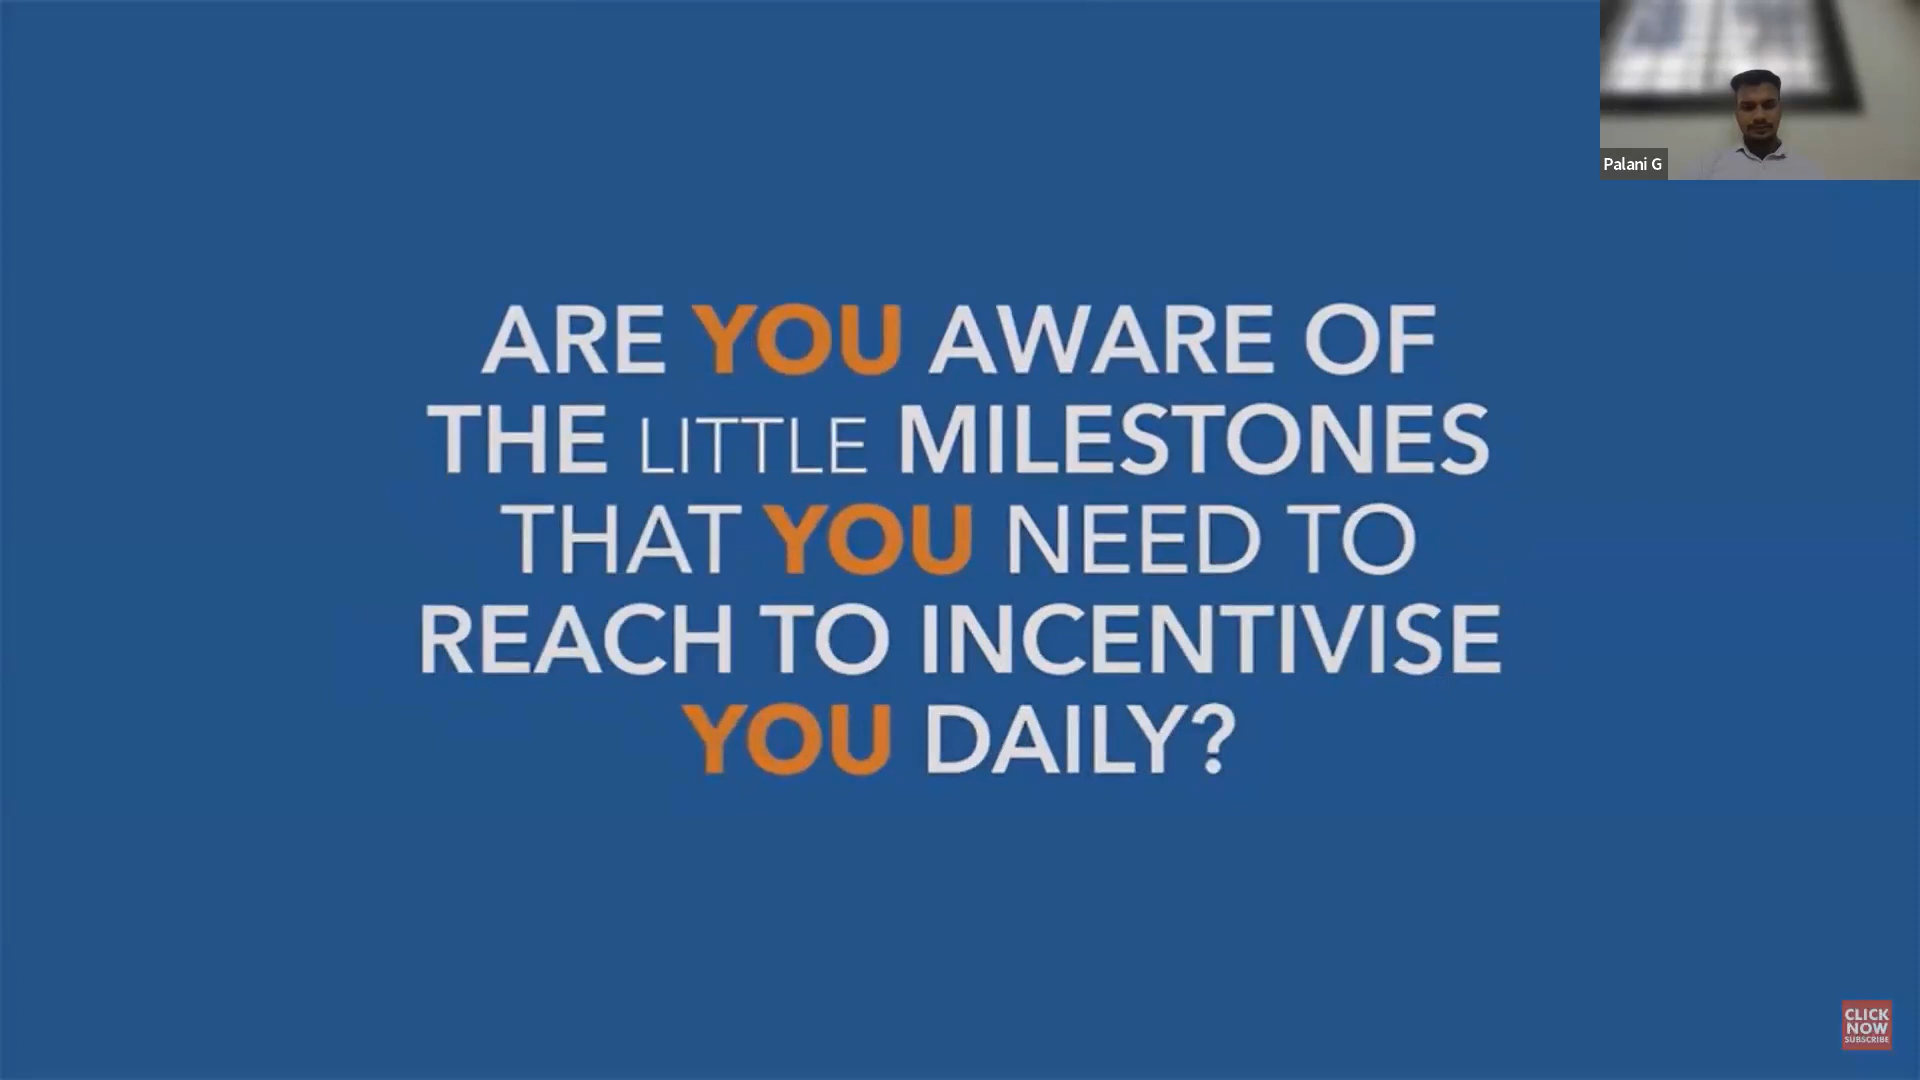 Palani G
ARE YOU AWARE OF
THE LITTLE MILESTONES
THAT YOU NEED TO
REACH TO INCENTIVISE
YOU DAILY?
CLICK
NOW
SUBSCRIBE